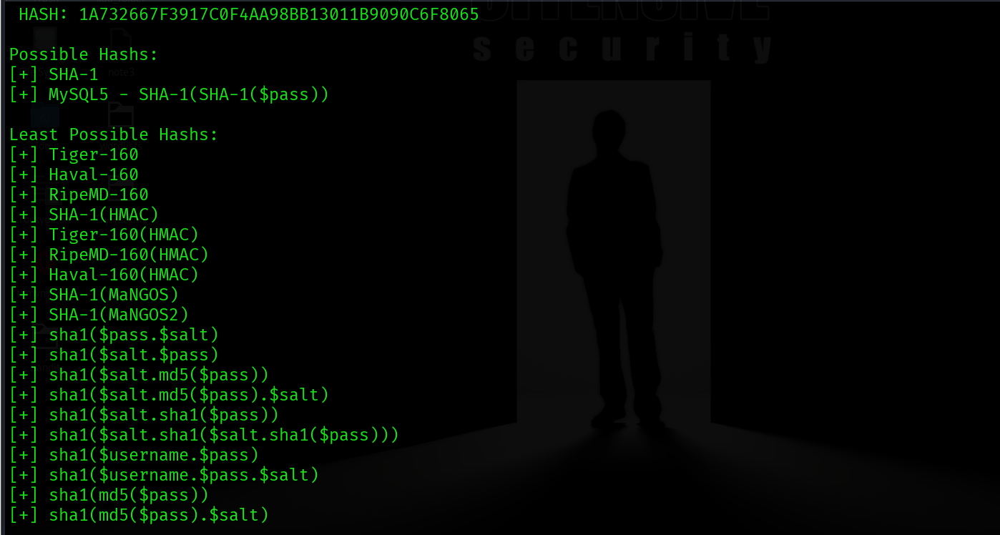 HASH: 1A732667F3917C0F4AA98BB13011B9090C6F8065
OFFENSIVE
security
Possible Hashs:
[+] SHA-1
note3
[+] MySQL5 - SHA-1(SHA-1($pass))
Least Possible Hashs:
[+] Tiger-160
[+] Haval-160
[+] RipeMD-160
[+] SHA-1(HMAC)
[+] Tiger-160(HMAC)
[+] RipeMD-160(HMAC)
[+] Haval-160(HMAC)
[+] SHA-1(MaNGOS)
[+] SHA-1(MaNGOS2)
[+] sha1($pass.$salt)
[+] sha1($salt.$pass)
[+] sha1($salt.md5($pass))
[+] sha1($salt.md5($pass).$salt)
[+] sha1($salt.sha1($pass))
[+] sha1($salt.sha1($salt.sha1($pass)))
[+] sha1($username.$pass)
[+] sha1($username.$pass.$salt)
[+] sha1(md5($pass))
[+] sha1(md5($pass).$salt)